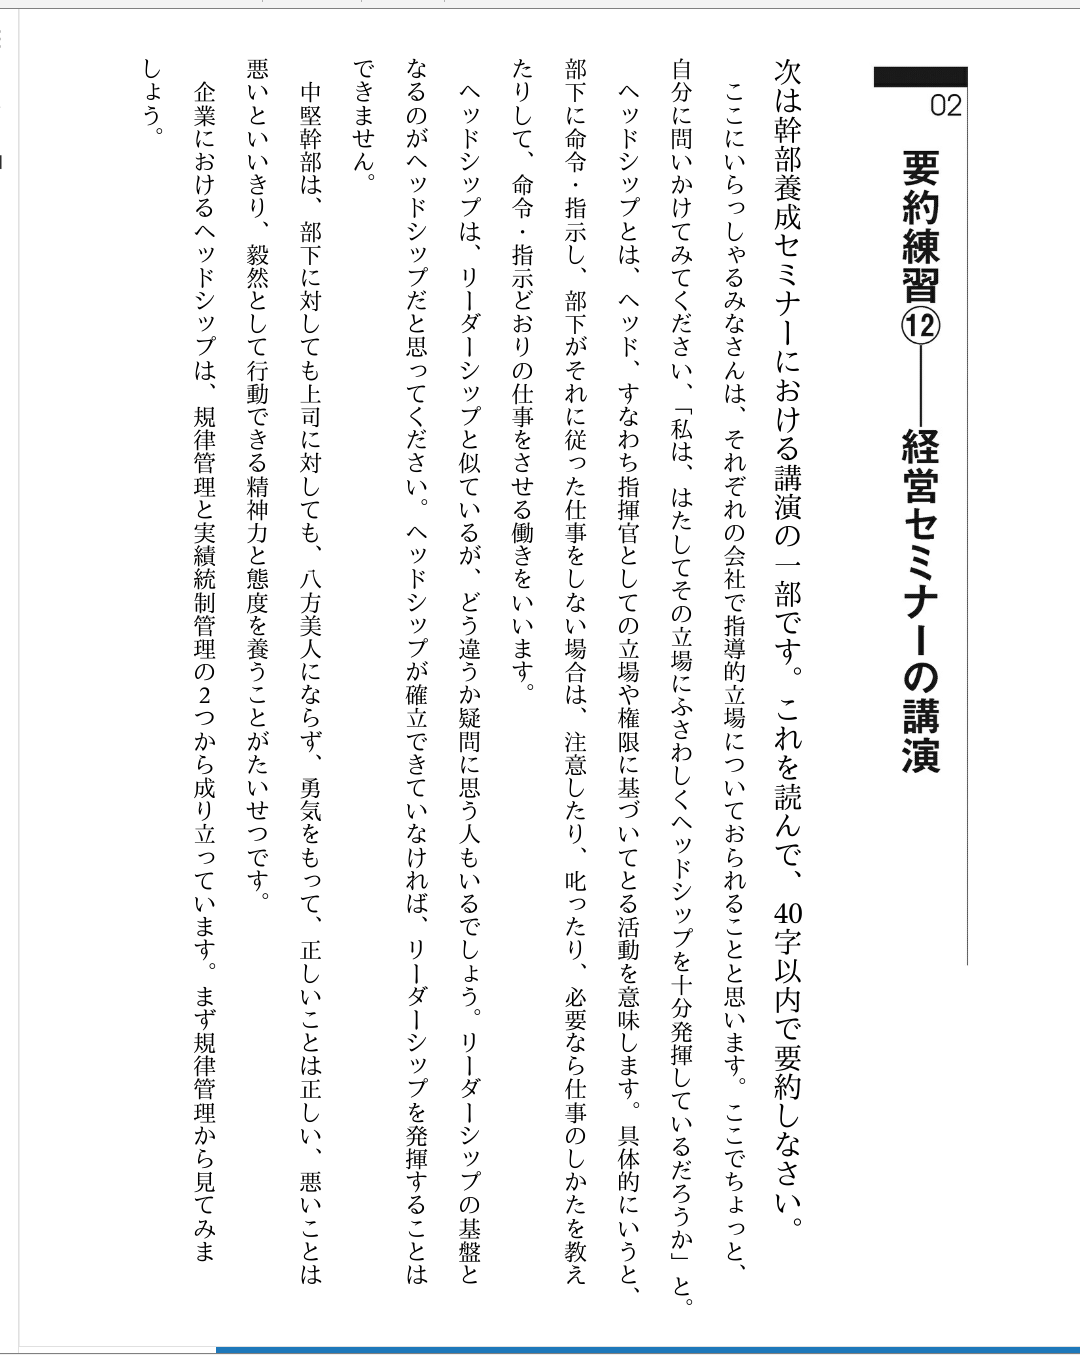 02
要約練習⑫――経営セミナーの講演
次は幹部養成セミナーにおける講演の一部です。これを読んで、40字以内で要約しなさい。
ここにいらっしゃるみなさんは、それぞれの会社で指導的立場についておられることと思います。ここでちょっと、
自分に問いかけてみてください、「私は、はたしてその立場にふさわしくヘッドシップを十分発揮しているだろうか」と。
ヘッドシップとは、ヘッド、すなわち指揮官としての立場や権限に基づいてとる活動を意味します。具体的にいうと、
部下に命令・指示し、部下がそれに従った仕事をしない場合は、注意したり、叱ったり、必要なら仕事のしかたを教え
たりして、命令・指示どおりの仕事をさせる働きをいいます。
ヘッドシップは、リーダーシップと似ているが、どう違うか疑問に思う人もいるでしょう。リーダーシップの基盤と
なるのがヘッドシップだと思ってください。ヘッドシップが確立できていなければ、リーダーシップを発揮することは
できません。
中堅幹部は、部下に対しても上司に対しても、八方美人にならず、勇気をもって、正しいことは正しい、悪いことは
悪いといいきり、毅然として行動できる精神力と態度を養うことがたいせつです。
企業におけるヘッドシップは、規律管理と実績統制管理の2つから成り立っています。まず規律管理から見てみま
しょう。